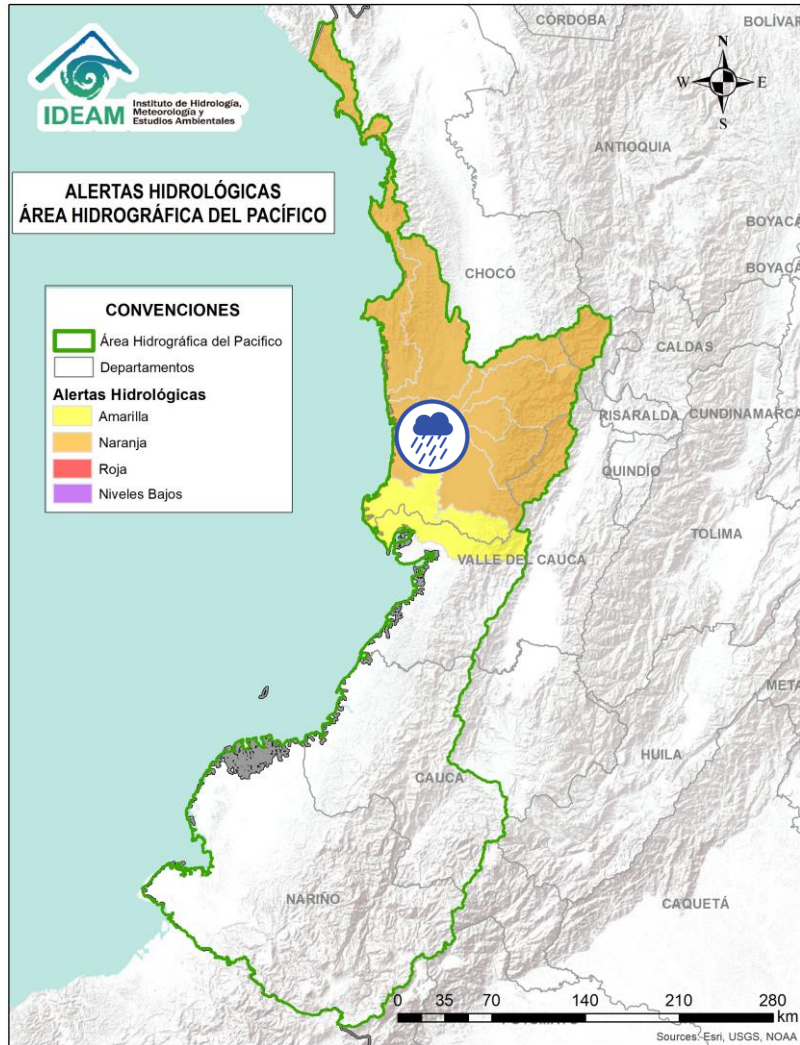 IDEAM
Instituto de Hidrología,
Meteorología y
Estudios Ambientales
CÓRDOBA
BOLÍVAR
N
W
E
S
ANTIOQUIA
ALERTAS HIDROLÓGICAS
ÁREA HIDROGRÁFICA DEL PACÍFICO
BOYACÁ
BOYACÁ
CHOCÓ
CONVENCIONES
Área Hidrográfica del Pacifico
Departamentos
Alertas Hidrológicas
Amarilla
Naranja
Roja
Niveles Bajos
CALDAS
RISARALDA
CUNDINAMARCA
QUINDÍO
TOLIMA
VALLE DEL CAUCA
META
HUILA
CAUCA
NARIÑO
CAQUETÁ
0 35 70 140 210 280
km
Sources: Esri, USGS, NOAA